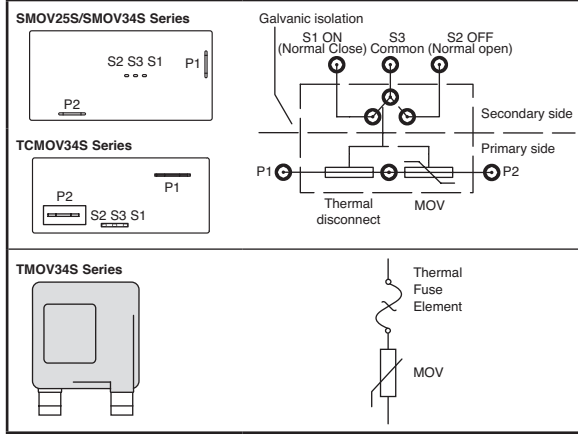 SMOV25S/SMOV34S Series
S2 S3 S1
P1
P2
TCMOV34S Series
P1
P2
S2 S3 S1
Galvanic isolation
S1 ON
(Normal Close)
S3
Common
S2 OFF
(Normal open)
Secondary side
Primary side
P1
P2
Thermal
disconnect
MOV
TMOV34S Series
Thermal
Fuse
Element
MOV